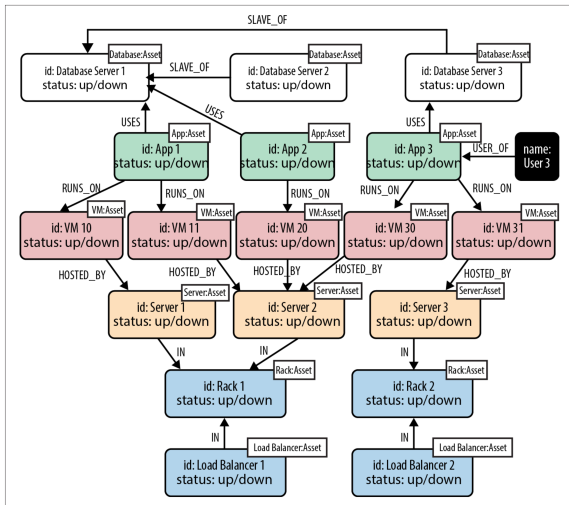 SLAVE_OF
Database:Asset
id: Database Server 1
status: up/down
SLAVE_OF
Database:Asset
id: Database Server 2
status: up/down
Database:Asset
id: Database Server 3
status: up/down
USES
USES
USES
App:Asset
id: App 1
status: up/down
App:Asset
id: App 2
status: up/down
App:Asset
id: App 3
status: up/down
USER_OF
name:
User 3
RUNS_ON
RUNS_ON
RUNS_ON
RUNS_ON
RUNS_ON
VM:Asset
id: VM 10
status: up/down
VM:Asset
id: VM 11
status: up/down
VM:Asset
id: VM 20
status: up/down
VM:Asset
id: VM 30
status: up/down
VM:Asset
id: VM 31
status: up/down
HOSTED_BY
HOSTED_BY
HOSTED_BY
HOSTED_BY
HOSTED_BY
Server:Asset
id: Server 1
status: up/down
Server:Asset
id: Server 2
status: up/down
Server:Asset
id: Server 3
status: up/down
IN
IN
IN
Rack:Asset
id: Rack 1
status: up/down
Rack:Asset
id: Rack 2
status: up/down
IN
IN
Load Balancer:Asset
id: Load Balancer 1
status: up/down
Load Balancer:Asset
id: Load Balancer 2
status: up/down